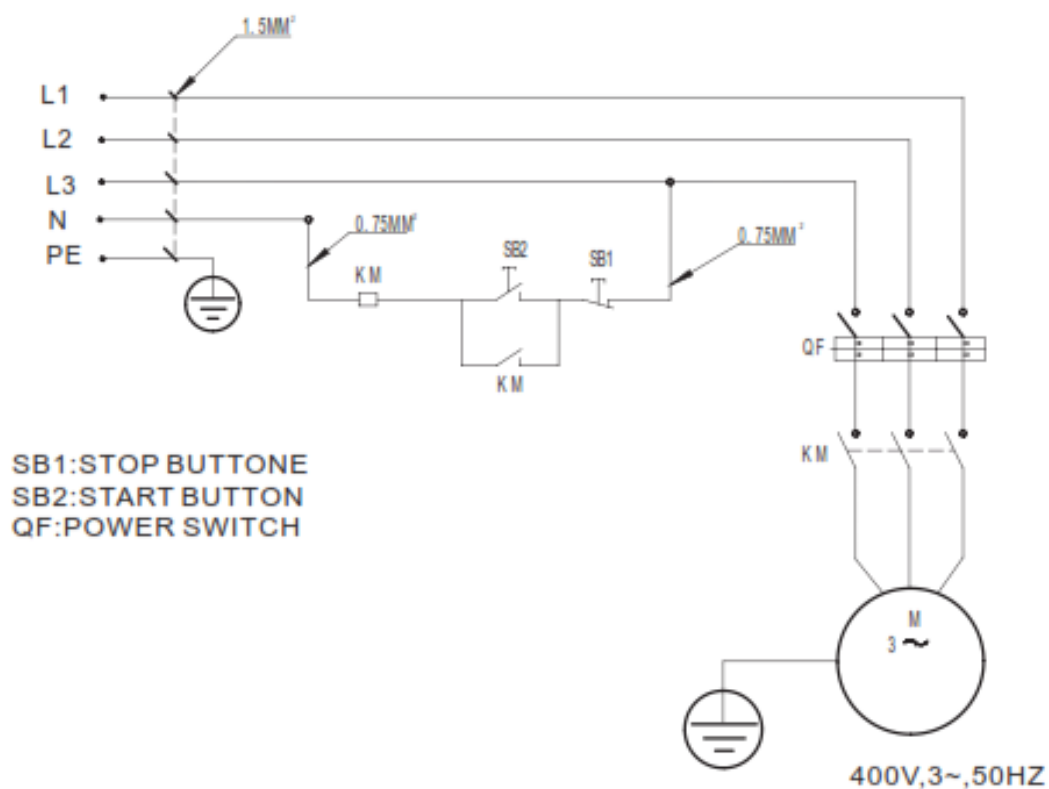 1.5MM²
L1
L2
L3
N
PE
0.75MM²
0.75MM²
KM
SB2
SB1
KM
QF
KM
SB1:STOP BUTTONE
SB2:START BUTTON
QF:POWER SWITCH
M
3~
400V,3~,50HZ